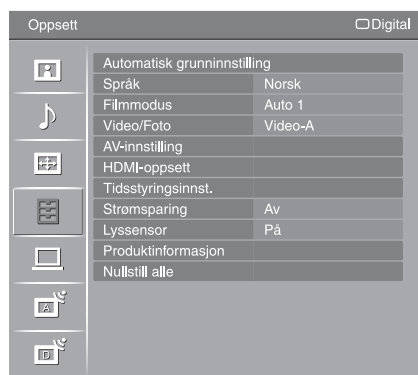 Oppsett Digital
Automatisk grunninnstilling
Språk Norsk
Filmmodus Auto 1
Video/Foto Video-A
AV-innstilling
HDMI-oppsett
Tidsstyringsinnst.
Strømsparing Av
Lyssensor På
Produktinformasjon
Nullstill alle
A
D